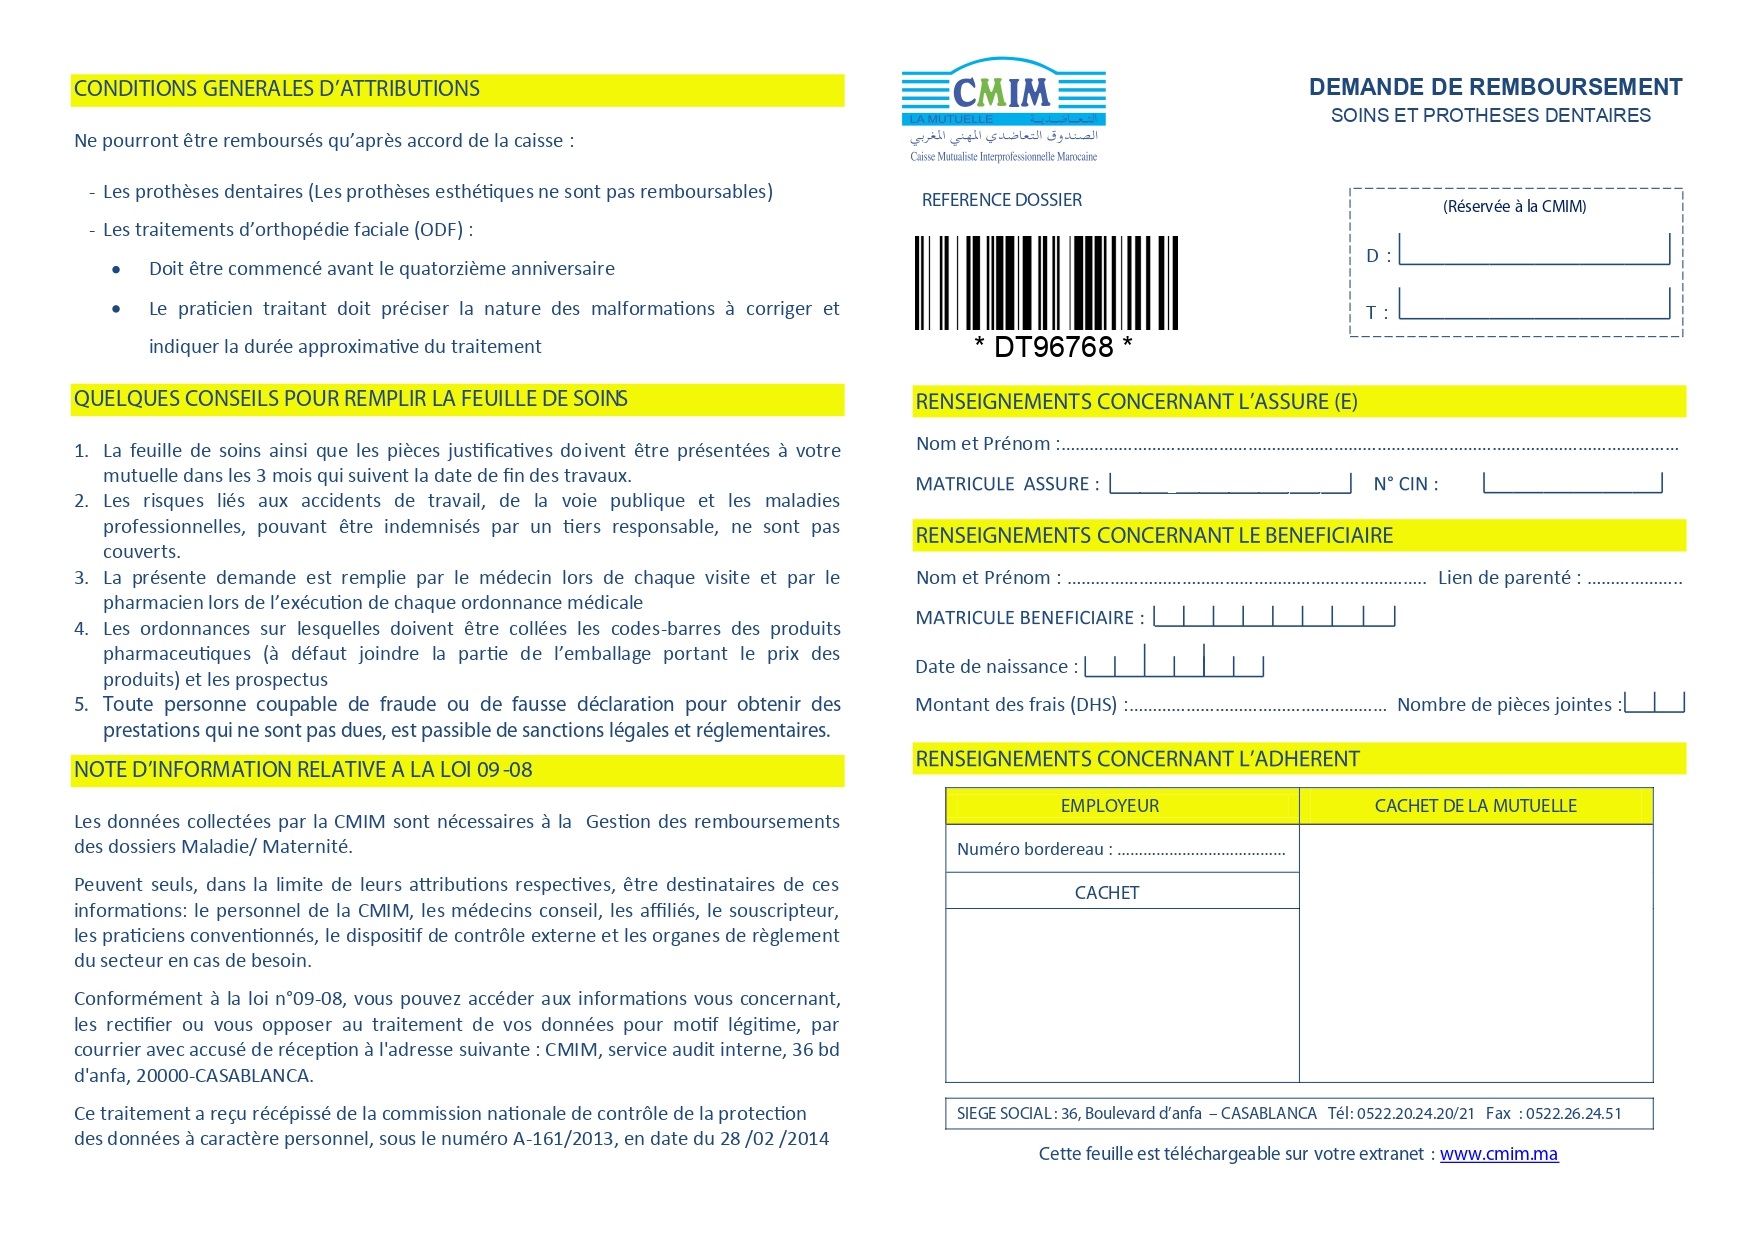 CONDITIONS GENERALES D’ATTRIBUTIONS
Ne pourront être remboursés qu’après accord de la caisse :
- Les prothèses dentaires (Les prothèses esthétiques ne sont pas remboursables)
- Les traitements d’orthopédie faciale (ODF) :
• Doit être commencé avant le quatorzième anniversaire
• Le praticien traitant doit préciser la nature des malformations à corriger et
indiquer la durée approximative du traitement
QUELQUES CONSEILS POUR REMPLIR LA FEUILLE DE SOINS
1. La feuille de soins ainsi que les pièces justificatives doivent être présentées à votre
mutuelle dans les 3 mois qui suivent la date de fin des travaux.
2. Les risques liés aux accidents de travail, de la voie publique et les maladies
professionnelles, pouvant être indemnisés par un tiers responsable, ne sont pas
couverts.
3. La présente demande est remplie par le médecin lors de chaque visite et par le
pharmacien lors de l’exécution de chaque ordonnance médicale
4. Les ordonnances sur lesquelles doivent être collées les codes-barres des produits
pharmaceutiques (à défaut joindre la partie de l’emballage portant le prix des
produits) et les prospectus
5. Toute personne coupable de fraude ou de fausse déclaration pour obtenir des
prestations qui ne sont pas dues, est passible de sanctions légales et réglementaires.
NOTE D’INFORMATION RELATIVE A LA LOI 09-08
Les données collectées par la CMIM sont nécessaires à la Gestion des remboursements
des dossiers Maladie/ Maternité.
Peuvent seuls, dans la limite de leurs attributions respectives, être destinataires de ces
informations: le personnel de la CMIM, les médecins conseil, les affiliés, le souscripteur,
les praticiens conventionnés, le dispositif de contrôle externe et les organes de règlement
du secteur en cas de besoin.
Conformément à la loi n°09-08, vous pouvez accéder aux informations vous concernant,
les rectifier ou vous opposer au traitement de vos données pour motif légitime, par
courrier avec accusé de réception à l'adresse suivante : CMIM, service audit interne, 36 bd
d'anfa, 20000-CASABLANCA.
Ce traitement a reçu récépissé de la commission nationale de contrôle de la protection
des données à caractère personnel, sous le numéro A-161/2013, en date du 28 /02 /2014
CMIM
LA MUTUELLE التعاضدية
الصندوق التعاضدي المهني المغربي
Caisse Mutualiste Interprofessionnelle Marocaine
DEMANDE DE REMBOURSEMENT
SOINS ET PROTHESES DENTAIRES
REFERENCE DOSSIER
* DT96768 *
(Réservée à la CMIM)
D :
T :
RENSEIGNEMENTS CONCERNANT L’ASSURE (E)
Nom et Prénom :....................................................................................
MATRICULE ASSURE : N° CIN :
RENSEIGNEMENTS CONCERNANT LE BENEFICIAIRE
Nom et Prénom : ........................................................................... Lien de parenté : ....................
MATRICULE BENEFICIAIRE :
Date de naissance :
Montant des frais (DHS) :...................................................... Nombre de pièces jointes :
RENSEIGNEMENTS CONCERNANT L’ADHERENT
EMPLOYEUR CACHET DE LA MUTUELLE
Numéro bordereau : .......................................
CACHET
SIEGE SOCIAL : 36, Boulevard d’anfa – CASABLANCA Tél : 0522.20.24.20/21 Fax : 0522.26.24.51
Cette feuille est téléchargeable sur votre extranet : www.cmim.ma